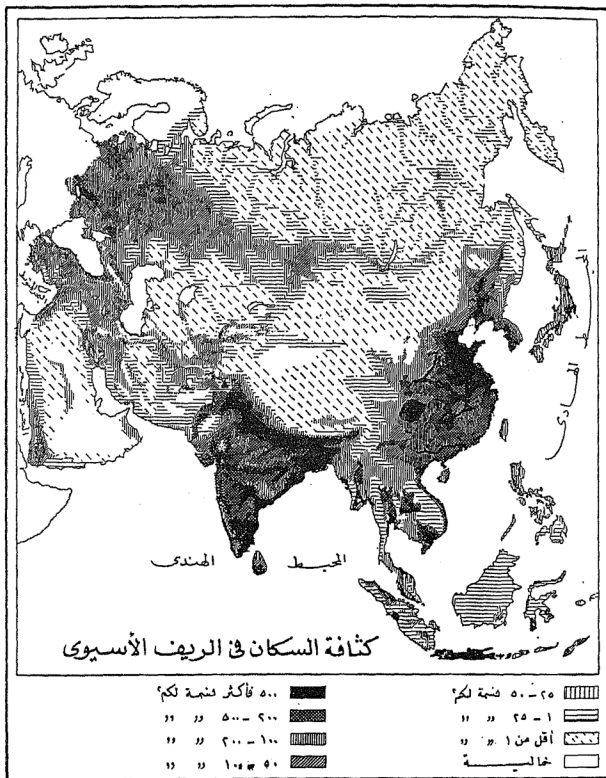 المحيط
الهادى
المحيط الهندى
كثافة السكان فى الريف الأسيوى
٥٠٠ فأكثر نسمة لكم٢
٢٠٠ - ٥٠٠ ,, ,,
١٠٠ - ٢٠٠ ,, ,,
٥٠ - ١٠٠ ,, ,,
٢٥ - ٥٠ نسمة لكم٢
١ - ٢٥ ,, ,,
أقل من ١ ,, ,,
خالية